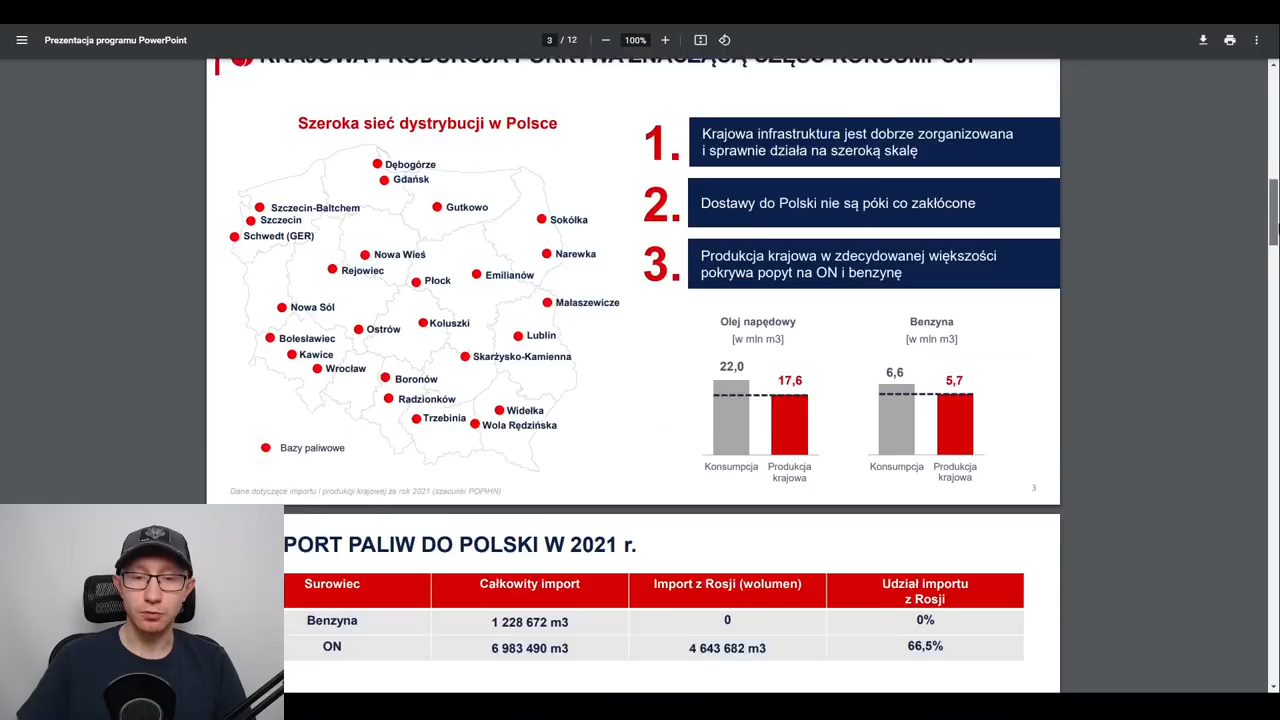 Prezentacja programu PowerPoint
3 / 12
100%
KRAJOWA PRODUKCJA POKRYWA ZNACZĄCĄ CZĘŚĆ KONSUMPCJI
Szeroka sieć dystrybucji w Polsce
Dębogórze
Gdańsk
Szczecin-Baltchem
Gutkowo
Szczecin
Sokółka
Schwedt (GER)
Nowa Wieś
Narewka
Rejowiec
Emilianów
Płock
Małaszewicze
Nowa Sól
Koluszki
Ostrów
Lublin
Bolesławiec
Kawice
Skarżysko-Kamienna
Wrocław
Boronów
Radzionków
Widełka
Trzebinia
Wola Rędzińska
Bazy paliwowe
1.
Krajowa infrastruktura jest dobrze zorganizowana
i sprawnie działa na szeroką skalę
2.
Dostawy do Polski nie są póki co zakłócone
3.
Produkcja krajowa w zdecydowanej większości
pokrywa popyt na ON i benzynę
Olej napędowy
[w mln m3]
22,0
17,6
Konsumpcja
Produkcja
krajowa
Benzyna
[w mln m3]
6,6
5,7
Konsumpcja
Produkcja
krajowa
Dane dotyczące importu i produkcji krajowej za rok 2021 (szacunki POPIHN)
3
PORT PALIW DO POLSKI W 2021 r.
Surowiec Całkowity import Import z Rosji (wolumen) Udział importu
z Rosji
Benzyna 1 228 672 m3 0 0%
ON 6 983 490 m3 4 643 682 m3 66,5%